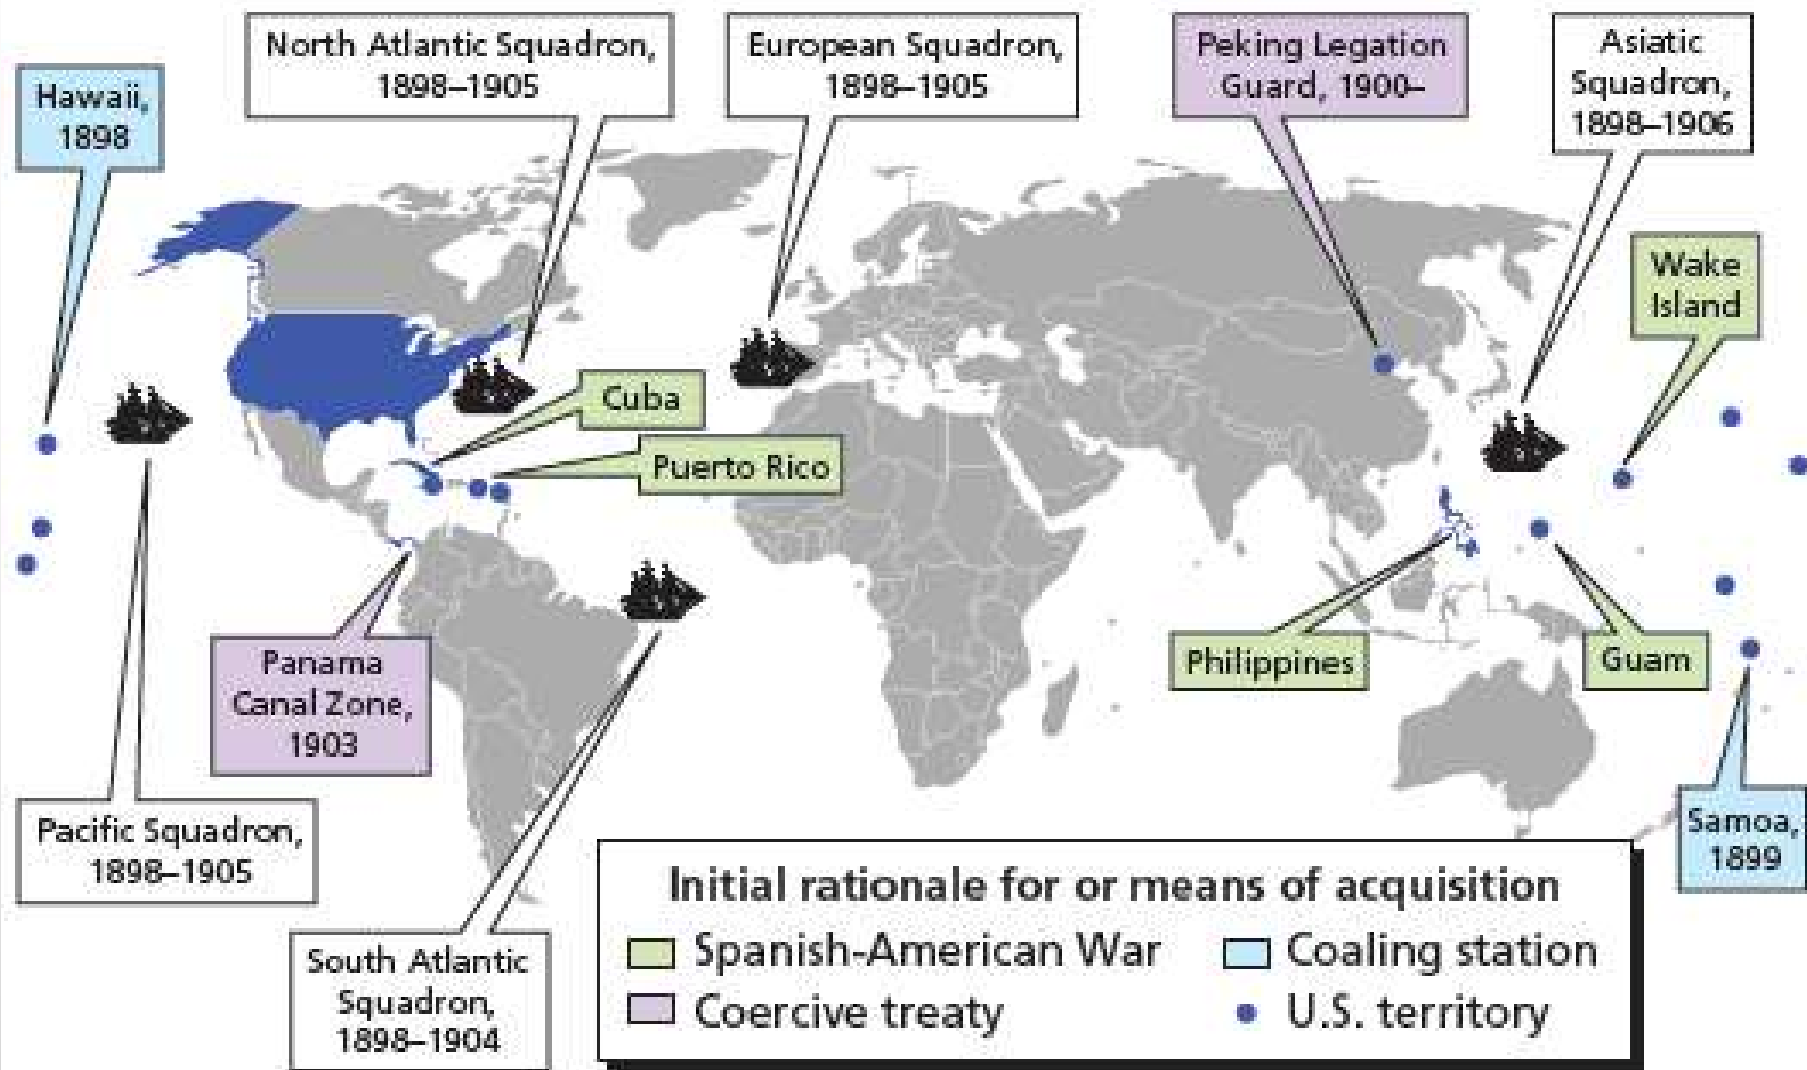 North Atlantic Squadron,
1898–1905
European Squadron,
1898–1905
Peking Legation
Guard, 1900–
Asiatic
Squadron,
1898–1906
Hawaii,
1898
Wake
Island
Cuba
Puerto Rico
Panama
Canal Zone,
1903
Philippines
Guam
Pacific Squadron,
1898–1905
Samoa,
1899
South Atlantic
Squadron,
1898–1904
Initial rationale for or means of acquisition
Spanish-American War
Coaling station
Coercive treaty
U.S. territory